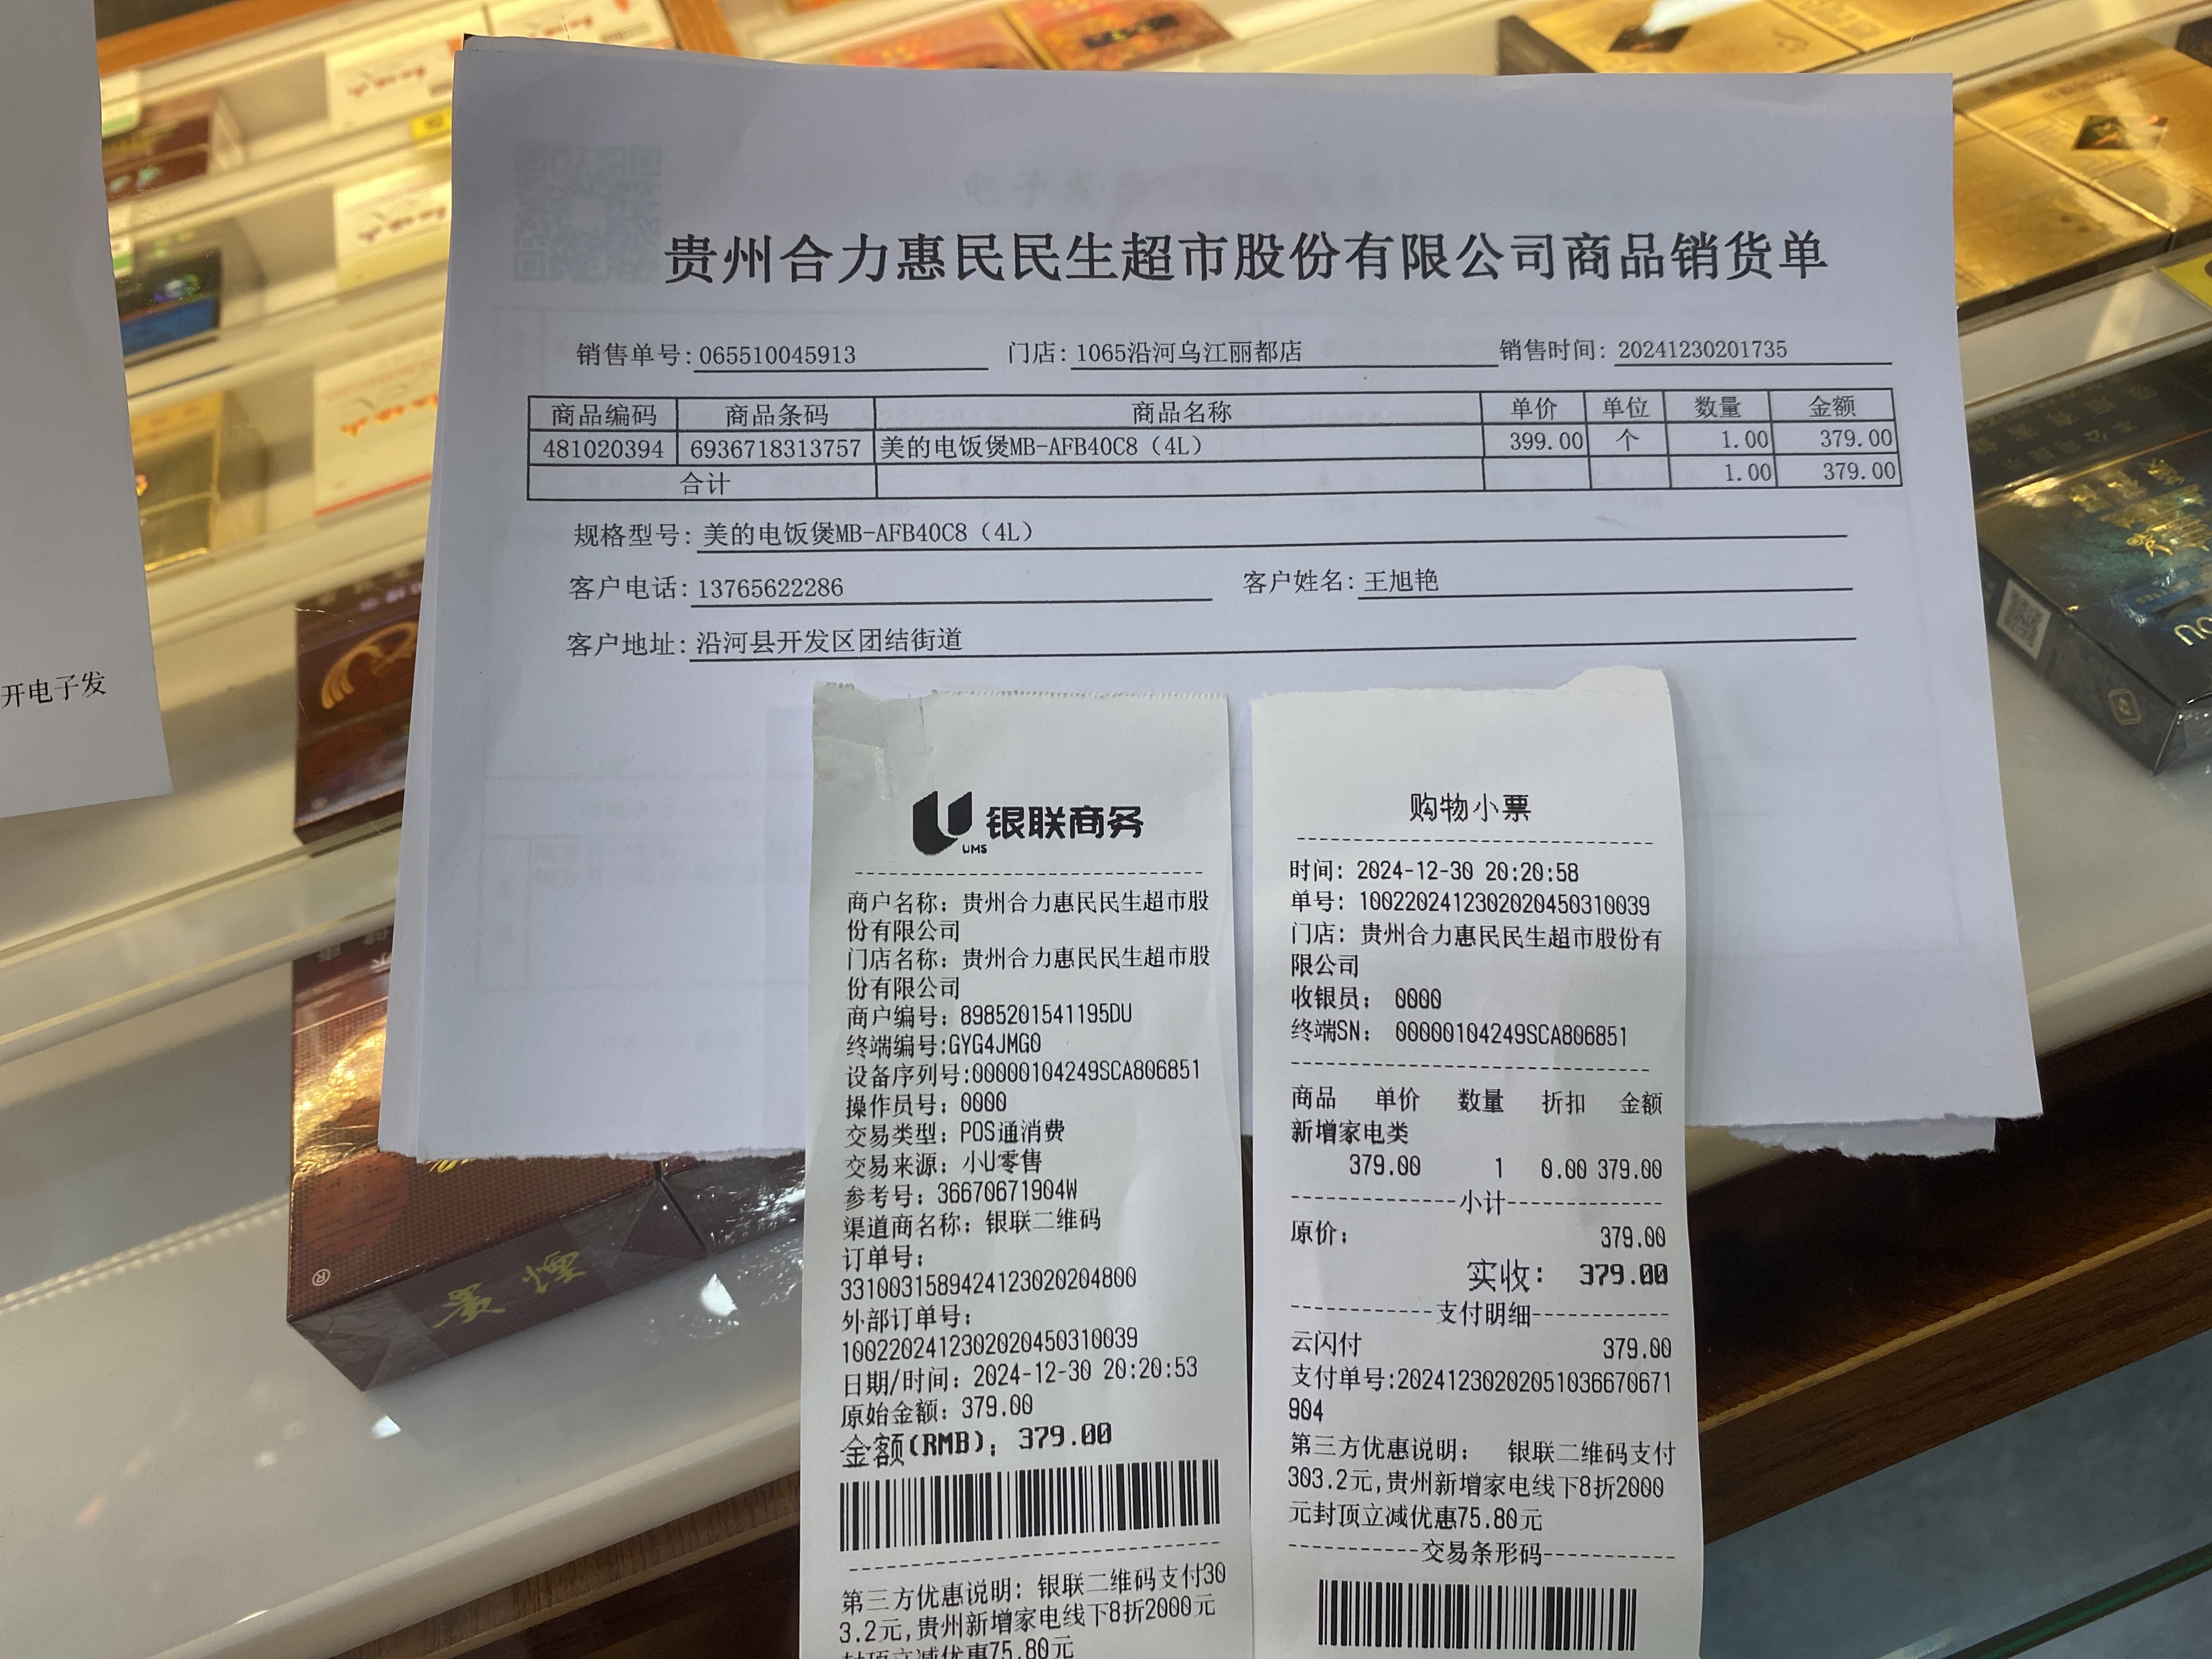 贵州合力惠民民生超市股份有限公司商品销货单
销售单号:065510045913 门店:1065沿河乌江丽都店 销售时间:20241230201735
商品编码 商品条码 商品名称 单价 单位 数量 金额
481020394 6936718313757 美的电饭煲MB-AFB40C8（4L） 399.00 个 1.00 379.00
合计 1.00 379.00
规格型号:美的电饭煲MB-AFB40C8（4L）
客户电话:13765622286 客户姓名:王旭艳
客户地址:沿河县开发区团结街道
开电子发
银联商务
UMS
商户名称：贵州合力惠民民生超市股
份有限公司
门店名称：贵州合力惠民民生超市股
份有限公司
商户编号：8985201541195DU
终端编号:GYG4JMG0
设备序列号:00000104249SCA806851
操作员号：0000
交易类型：POS通消费
交易来源：小U零售
参考号：36670671904W
渠道商名称：银联二维码
订单号：
33100315894241230202048​00
外部订单号：
1002202412302020450310039
日期/时间：2024-12-30 20:20:53
原始金额：379.00
金额(RMB)：379.00
第三方优惠说明：银联二维码支付30
3.2元,贵州新增家电线下8折2000元
封顶立减优惠75.80元
购物小票
时间：2024-12-30 20:20:58
单号：1002202412302020450310039
门店：贵州合力惠民民生超市股份有
限公司
收银员： 0000
终端SN： 00000104249SCA806851
商品 单价 数量 折扣 金额
新增家电类
379.00 1 0.00 379.00
小计
原价： 379.00
实收： 379.00
支付明细
云闪付 379.00
支付单号:202412302020510366​70671
904
第三方优惠说明： 银联二维码支付
303.2元,贵州新增家电线下8折2000
元封顶立减优惠75.80元
交易条形码
贵烟